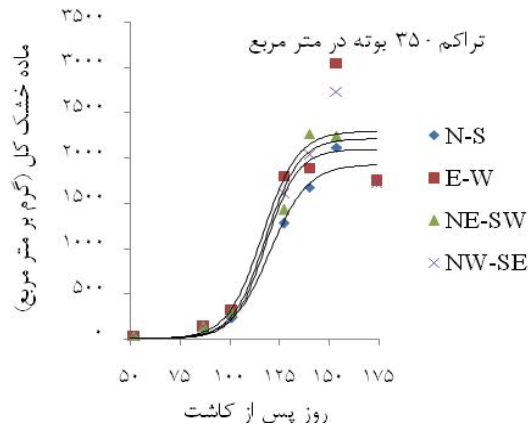 تراکم ۳۵۰ بوته در متر مربع
ماده خشک کل (گرم بر متر مربع)
۳۵۰۰
۳۰۰۰
۲۵۰۰
۲۰۰۰
۱۵۰۰
۱۰۰۰
۵۰۰
۰
۵۰ ۷۵ ۱۰۰ ۱۲۵ ۱۵۰ ۱۷۵
روز پس از کاشت
N-S
E-W
NE-SW
NW-SE